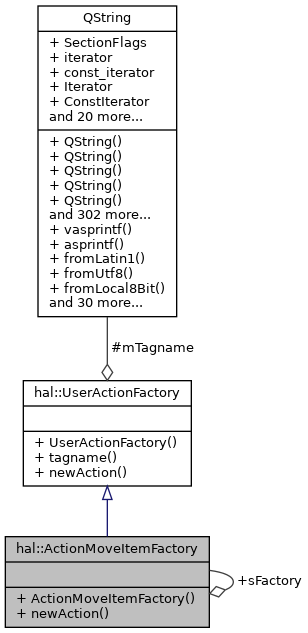 QString
+ SectionFlags
+ iterator
+ const_iterator
+ Iterator
+ ConstIterator
and 20 more...
+ QString()
+ QString()
+ QString()
+ QString()
+ QString()
and 302 more...
+ vasprintf()
+ asprintf()
+ fromLatin1()
+ fromUtf8()
+ fromLocal8Bit()
and 30 more...
#mTagname
hal::UserActionFactory
+ UserActionFactory()
+ tagname()
+ newAction()
hal::ActionMoveItemFactory
+ ActionMoveItemFactory()
+ newAction()
+sFactory